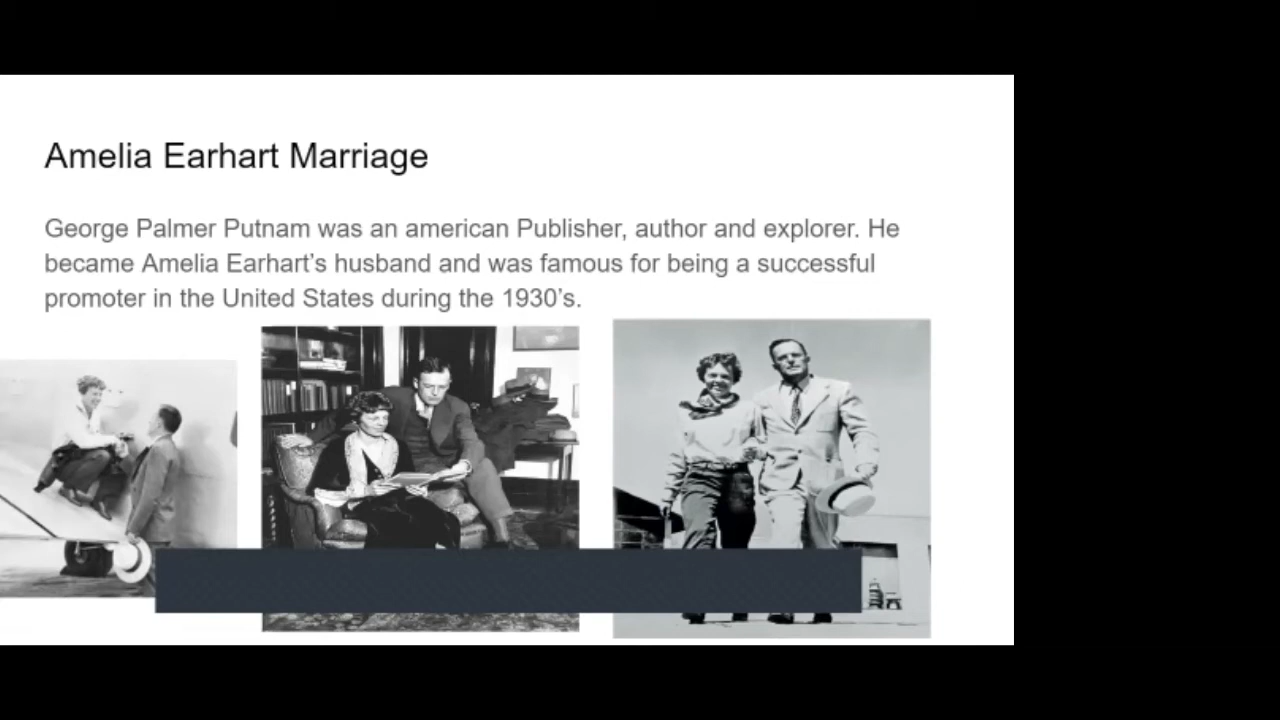 Amelia Earhart Marriage
George Palmer Putnam was an american Publisher, author and explorer. He
became Amelia Earhart’s husband and was famous for being a successful
promoter in the United States during the 1930’s.